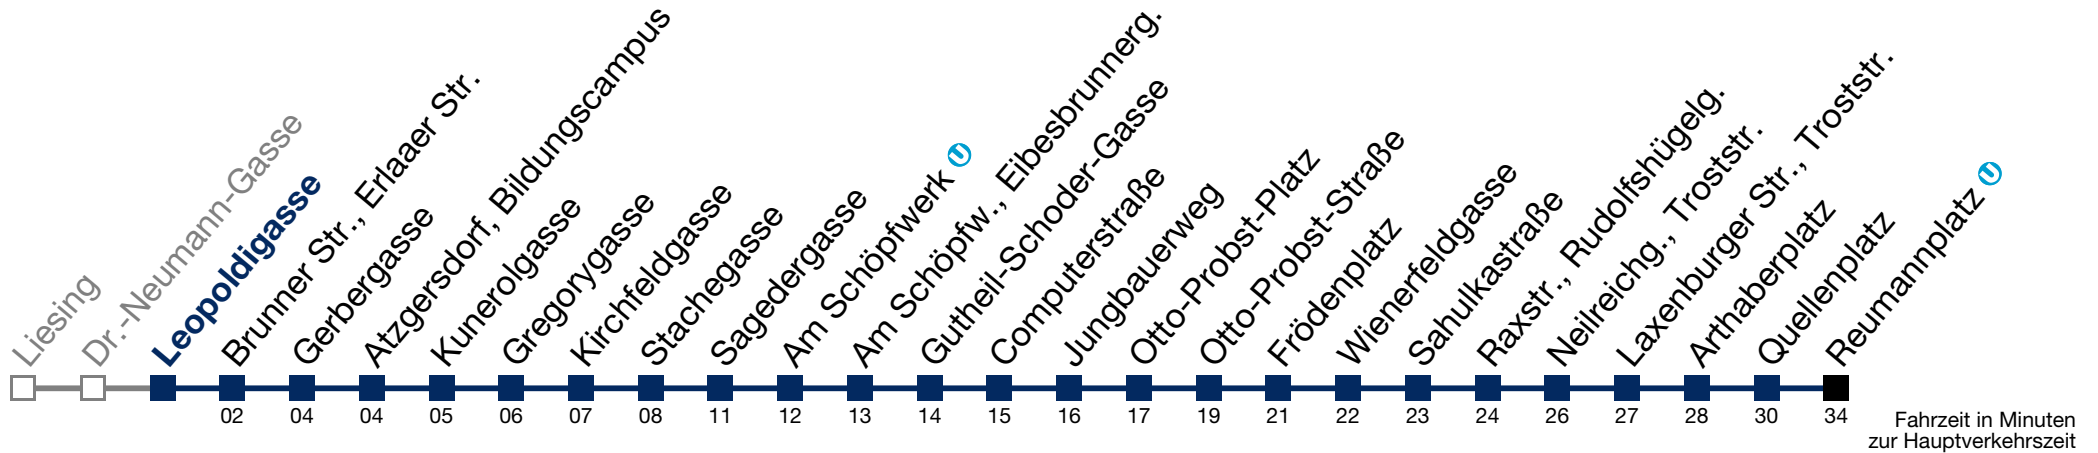 Liesing
Dr.-Neumann-Gasse
Leopoldigasse
Brunner Str., Erlaaer Str.
Gerbergasse
Atzgersdorf, Bildungscampus
Kunerolgasse
Gregorygasse
Kirchfeldgasse
Stachegasse
Sagedergasse
Am Schöpfwerk U
Am Schöpfw., Eibesbrunnerg.
Gutheil-Schoder-Gasse
Computerstraße
Jungbauerweg
Otto-Probst-Platz
Otto-Probst-Straße
Frödenplatz
Wienerfeldgasse
Sahulkastraße
Raxstr., Rudolfshügelg.
Neilreichg., Troststr.
Laxenburger Str., Troststr.
Arthaberplatz
Quellenplatz
Reumannplatz U
02 04 04 05 06 07 08 11 12 13 14 15 16 17 19 21 22 23 24 26 27 28 30 34
Fahrzeit in Minuten
zur Hauptverkehrszeit